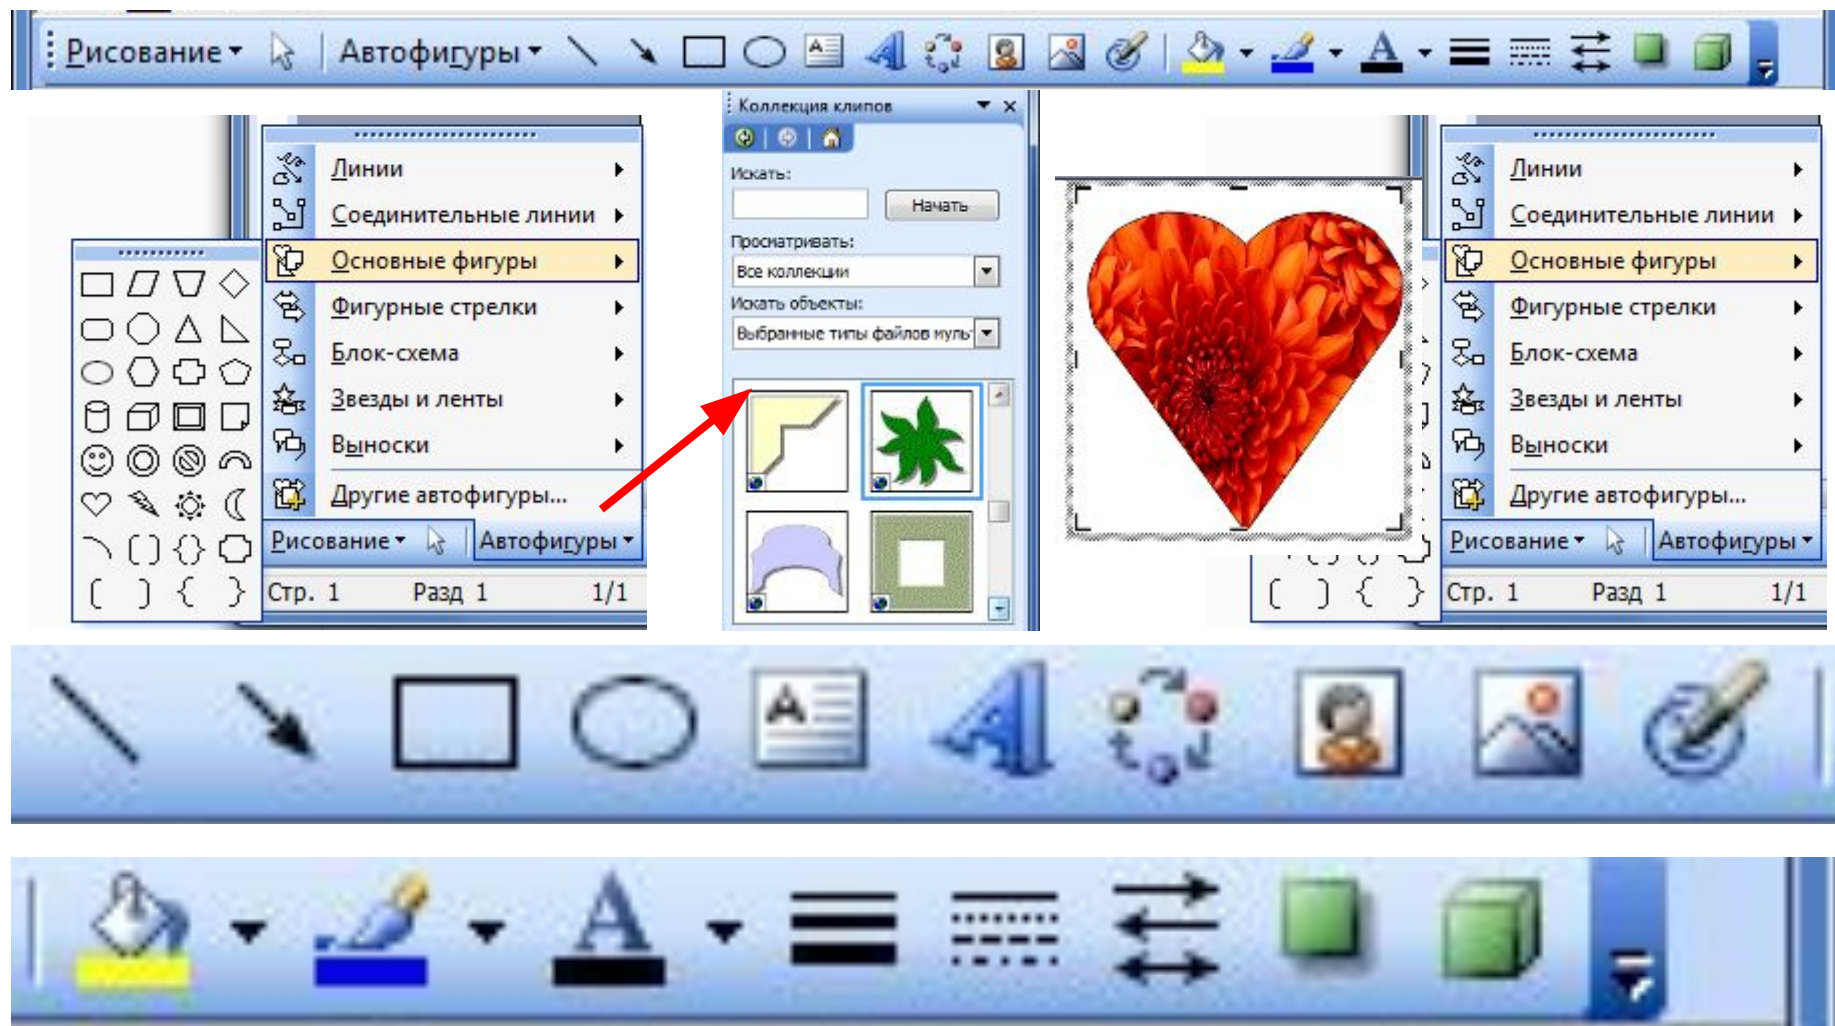 Рисование Автофигуры
Линии
Соединительные линии
Основные фигуры
Фигурные стрелки
Блок-схема
Звезды и ленты
Выноски
Другие автофигуры...
Рисование Автофигуры
Стр. 1 Разд 1 1/1
Коллекция клипов
Искать:
Начать
Просматривать:
Все коллекции
Искать объекты:
Выбранные типы файлов муль
Линии
Соединительные линии
Основные фигуры
Фигурные стрелки
Блок-схема
Звезды и ленты
Выноски
Другие автофигуры...
Рисование Автофигуры
Стр. 1 Разд 1 1/1